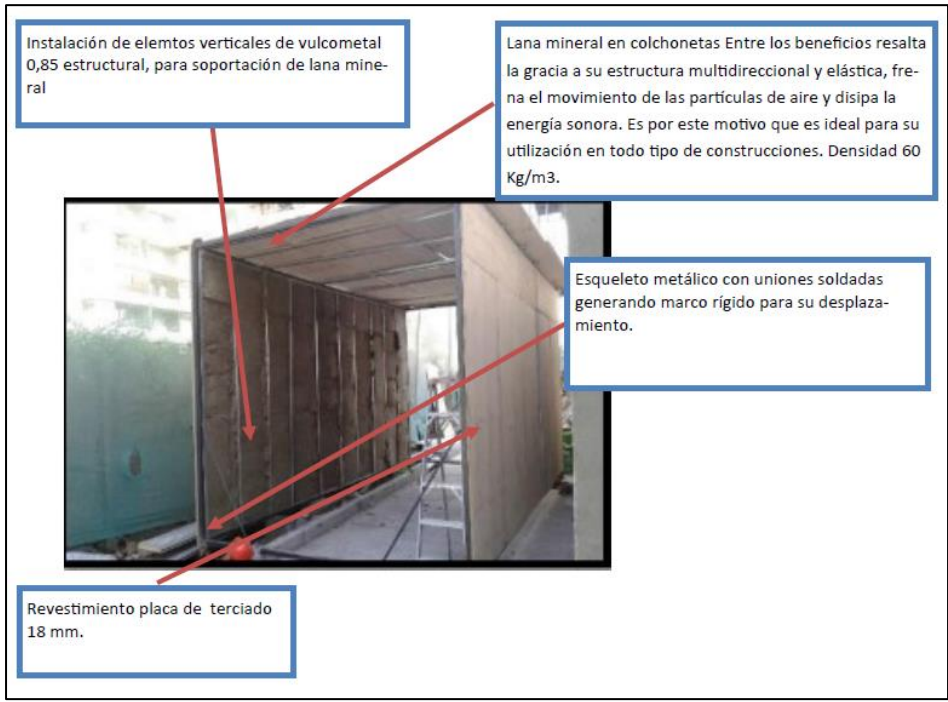 Instalación de elemtos verticales de vulcometal
0,85 estructural, para soportación de lana mine-
ral
Lana mineral en colchonetas Entre los beneficios resalta
la gracia a su estructura multidireccional y elástica, fre-
na el movimiento de las partículas de aire y disipa la
energía sonora. Es por este motivo que es ideal para su
utilización en todo tipo de construcciones. Densidad 60
Kg/m3.
Esqueleto metálico con uniones soldadas
generando marco rígido para su desplaza-
miento.
Revestimiento placa de terciado
18 mm.